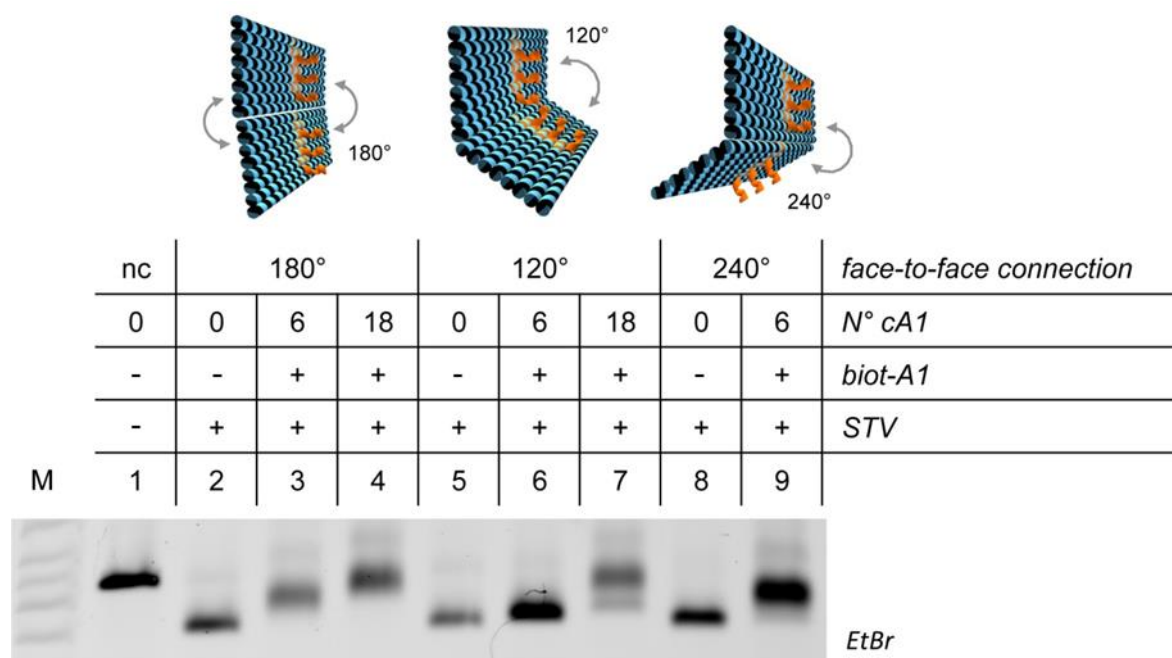 120°
180°
240°
nc 180° 120° 240° face-to-face connection
0 0 6 18 0 6 18 0 6 N° cA1
- - + + - + + - + biot-A1
- + + + + + + + + STV
M 1 2 3 4 5 6 7 8 9
EtBr